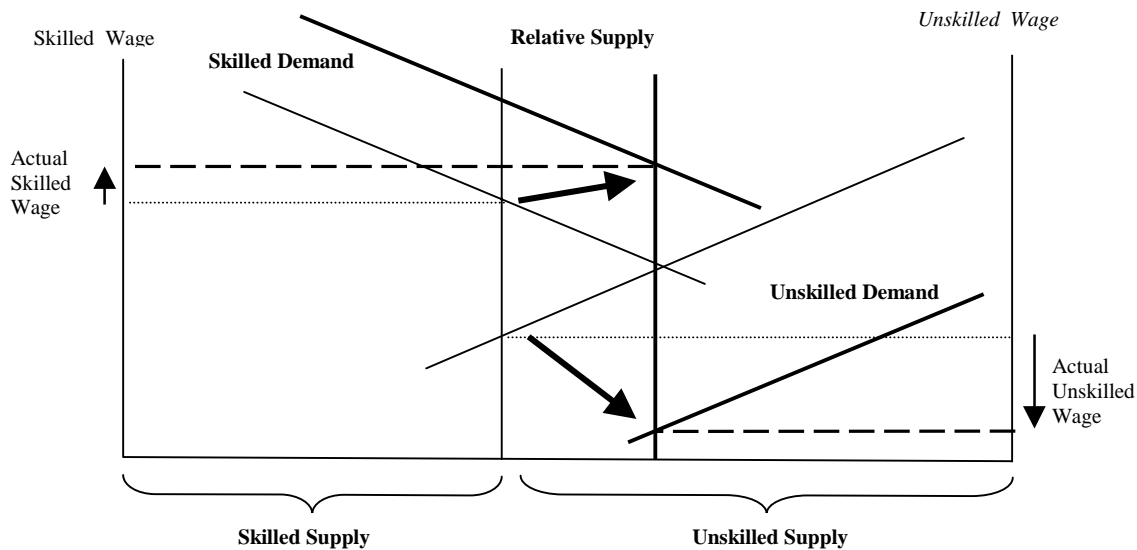 Skilled Wage
Relative Supply
Unskilled Wage
Skilled Demand
Actual
Skilled
Wage
Unskilled Demand
Actual
Unskilled
Wage
Skilled Supply
Unskilled Supply